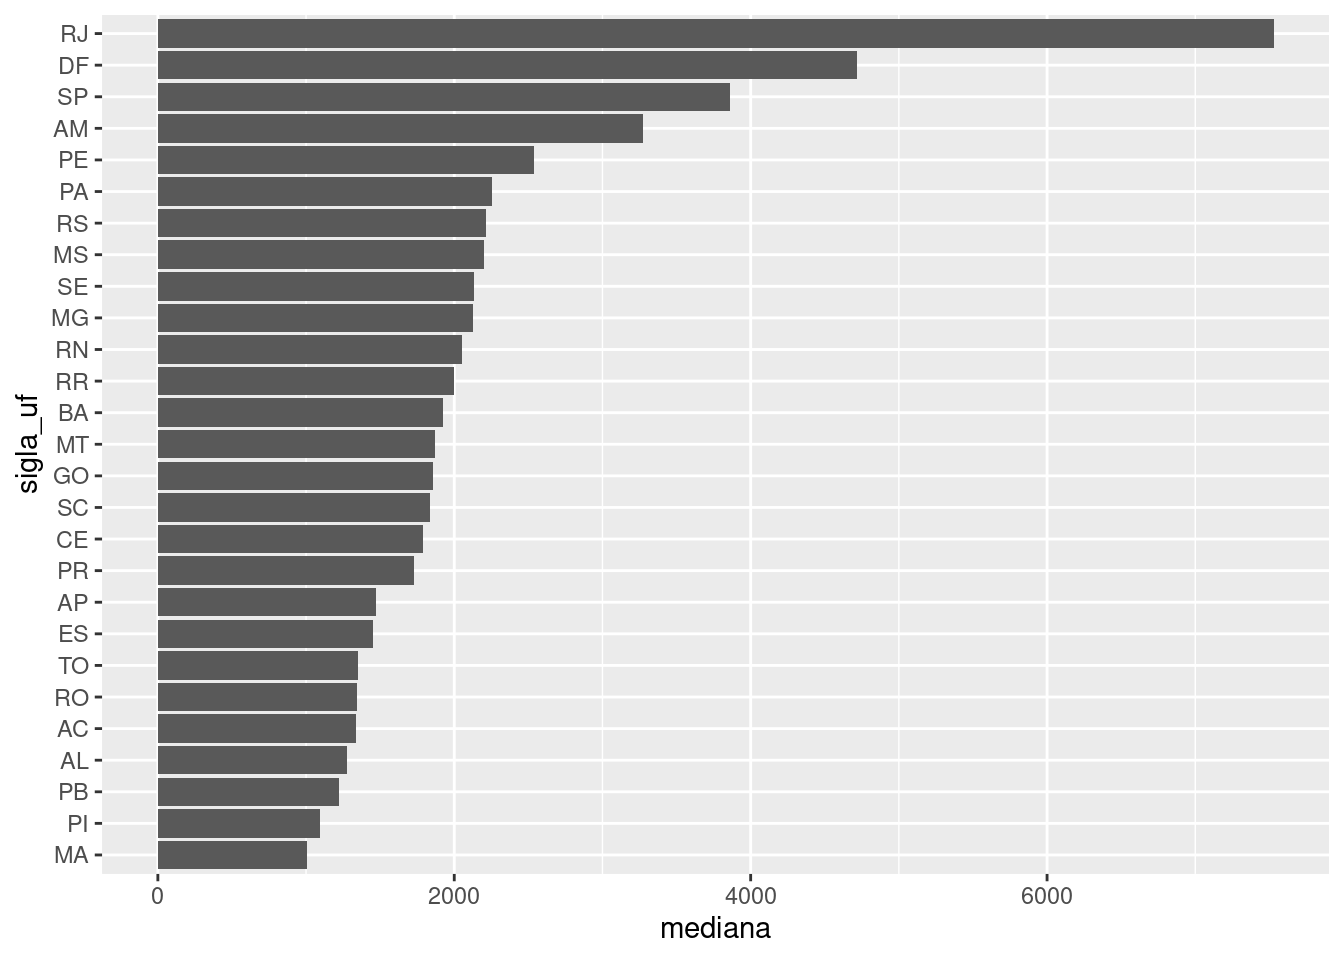 RJ
DF
SP
AM
PE
PA
RS
MS
SE
MG
RN
RR
BA
MT
GO
SC
CE
PR
AP
ES
TO
RO
AC
AL
PB
PI
MA
sigla_uf
0 2000 4000 6000
mediana